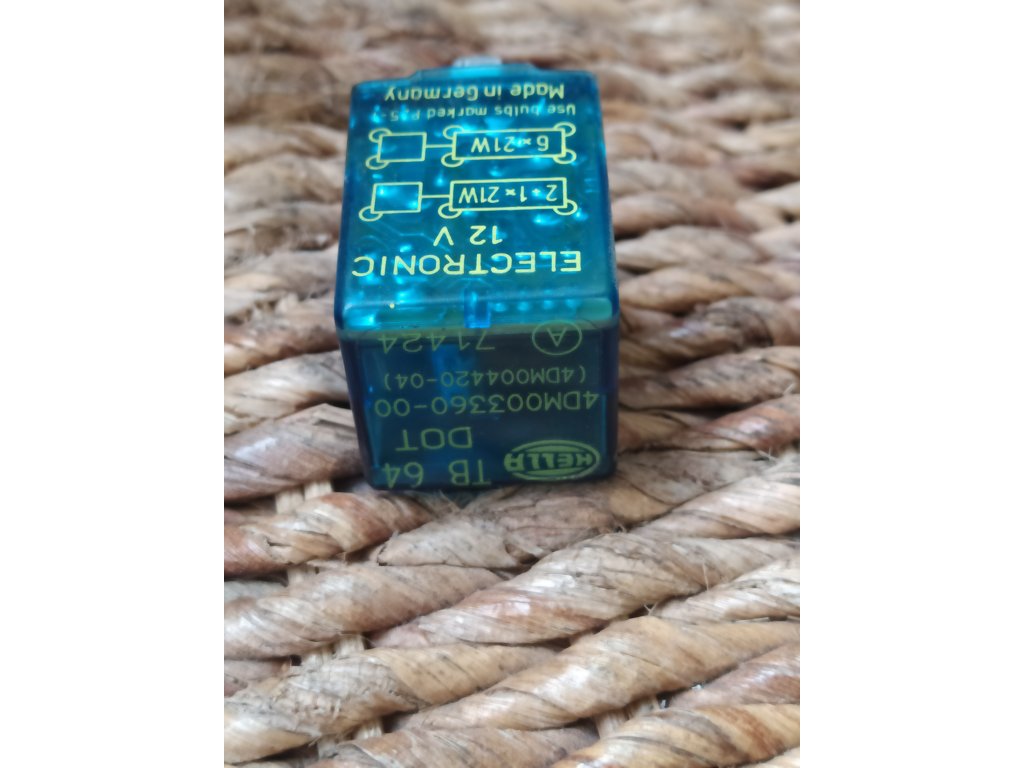 HELLA
TB 64
DOT
4DM003360-00
(4DM004420-04)
A 71424
ELECTRONIC
12 V
2+1×21W
6×21W
Use bulbs marked
Made in Germany